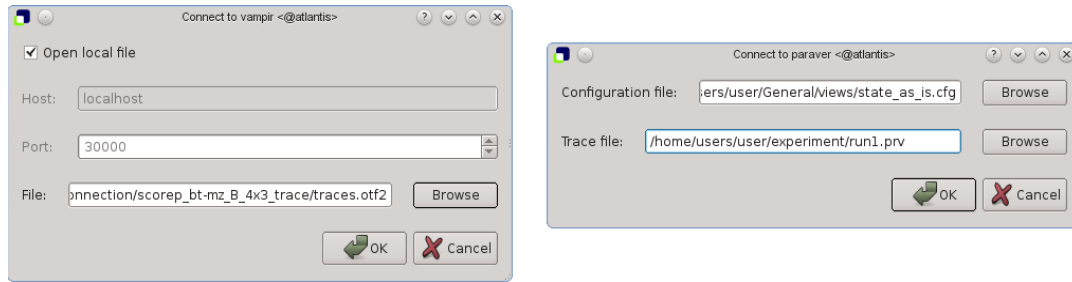 Connect to vampir <@atlantis>
Open local file
Host: localhost
Port: 30000
File: onnection/scorep_bt-mz_B_4x3_trace/traces.otf2 Browse
OK Cancel
Connect to paraver <@atlantis>
Configuration file: sers/user/General/views/state_as_is.cfg Browse
Trace file: /home/users/user/experiment/run1.prv Browse
OK Cancel